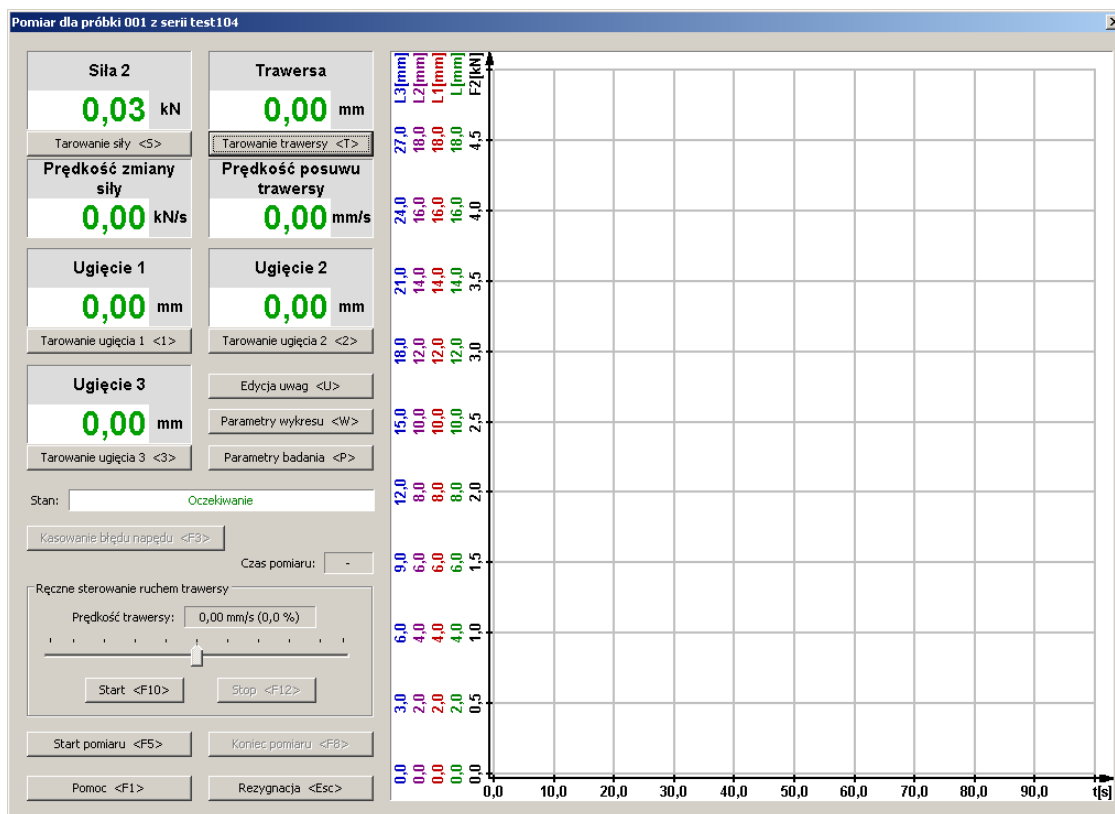 Pomiar dla próbki 001 z serii test104
Siła 2
0,03 kN
Tarowanie siły <S>
Trawersa
0,00 mm
Tarowanie trawersy <T>
Prędkość zmiany
siły
0,00 kN/s
Prędkość posuwu
trawersy
0,00 mm/s
Ugięcie 1
0,00 mm
Tarowanie ugięcia 1 <1>
Ugięcie 2
0,00 mm
Tarowanie ugięcia 2 <2>
Ugięcie 3
0,00 mm
Tarowanie ugięcia 3 <3>
Edycja uwag <U>
Parametry wykresu <W>
Parametry badania <P>
Stan: Oczekiwanie
Kasowanie błędu napędu <F3>
Czas pomiaru: -
Ręczne sterowanie ruchem trawersy
Prędkość trawersy: 0,00 mm/s (0,0 %)
Start <F10>
Stop <F12>
Start pomiaru <F5>
Koniec pomiaru <F8>
Pomoc <F1>
Rezygnacja <Esc>
L3[mm] L2[mm] L1[mm] L[mm] F2[kN]
27,0 18,0 18,0 18,0 4,5
24,0 16,0 16,0 16,0 4,0
21,0 14,0 14,0 14,0 3,5
18,0 12,0 12,0 12,0 3,0
15,0 10,0 10,0 10,0 2,5
12,0 8,0 8,0 8,0 2,0
9,0 6,0 6,0 6,0 1,5
6,0 4,0 4,0 4,0 1,0
3,0 2,0 2,0 2,0 0,5
0,0 0,0 0,0 0,0 0,0
0,0 10,0 20,0 30,0 40,0 50,0 60,0 70,0 80,0 90,0 t[s]